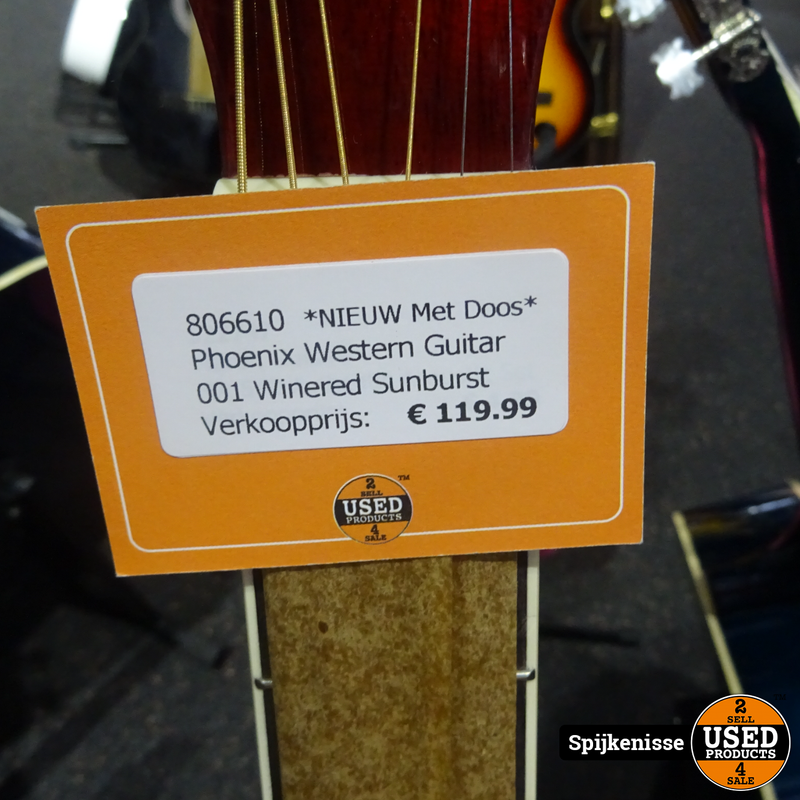 806610 *NIEUW Met Doos*
Phoenix Western Guitar
001 Winered Sunburst
Verkoopprijs: € 119.99
2
SELL
USED
PRODUCTS
4
SALE
TM
Spijkenisse
2
SELL
USED
PRODUCTS
4
SALE